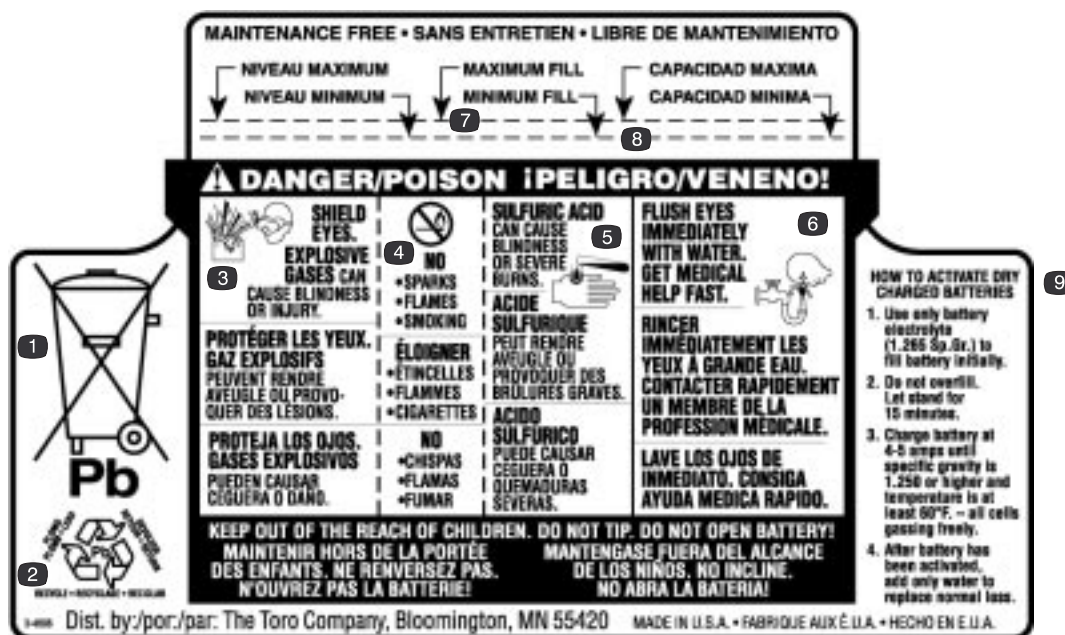 MAINTENANCE FREE • SANS ENTRETIEN • LIBRE DE MANTENIMIENTO
NIVEAU MAXIMUM
MAXIMUM FILL
CAPACIDAD MAXIMA
NIVEAU MINIMUM
MINIMUM FILL
CAPACIDAD MINIMA
7
8
DANGER/POISON ¡PELIGRO/VENENO!
1
Pb
2
RECYCLE • RECYCLAGE • RECICLAR
3
SHIELD
EYES.
EXPLOSIVE
GASES CAN
CAUSE BLINDNESS
OR INJURY.
PROTÉGER LES YEUX.
GAZ EXPLOSIFS
PEUVENT RENDRE
AVEUGLE OU PROVO-
QUER DES LÉSIONS.
PROTEJA LOS OJOS.
GASES EXPLOSIVOS
PUEDEN CAUSAR
CEGUERA O DAÑO.
4
NO
•SPARKS
•FLAMES
•SMOKING
ÉLOIGNER
•ÉTINCELLES
•FLAMMES
•CIGARETTES
NO
•CHISPAS
•FLAMAS
•FUMAR
SULFURIC ACID
CAN CAUSE
BLINDNESS
OR SEVERE
BURNS.
5
ACIDE
SULFURIQUE
PEUT RENDRE
AVEUGLE OU
PROVOQUER DES
BRÛLURES GRAVES.
ACIDO
SULFURICO
PUEDE CAUSAR
CEGUERA O
QUEMADURAS
SEVERAS.
FLUSH EYES
IMMEDIATELY
WITH WATER.
GET MEDICAL
HELP FAST.
6
RINCER
IMMÉDIATEMENT LES
YEUX À GRANDE EAU.
CONTACTER RAPIDEMENT
UN MEMBRE DE LA
PROFESSION MÉDICALE.
LAVE LOS OJOS DE
INMEDIATO. CONSIGA
AYUDA MEDICA RAPIDO.
KEEP OUT OF THE REACH OF CHILDREN. DO NOT TIP. DO NOT OPEN BATTERY!
MAINTENIR HORS DE LA PORTÉE
DES ENFANTS. NE RENVERSEZ PAS.
N'OUVREZ PAS LA BATTERIE!
MANTENGASE FUERA DEL ALCANCE
DE LOS NIÑOS. NO INCLINE.
NO ABRA LA BATERIA!
9
HOW TO ACTIVATE DRY
CHARGED BATTERIES
1. Use only battery
electrolyte
(1.265 Sp.Gr.) to
fill battery initially.
2. Do not overfill.
Let stand for
15 minutes.
3. Charge battery at
4-5 amps until
specific gravity is
1.250 or higher and
temperature is at
least 60°F. – all cells
gassing freely.
4. After battery has
been activated,
add only water to
replace normal loss.
Dist. by:/por:/par: The Toro Company, Bloomington, MN 55420
MADE IN U.S.A. • FABRIQUE AUX É.U.A. • HECHO EN E.U.A.